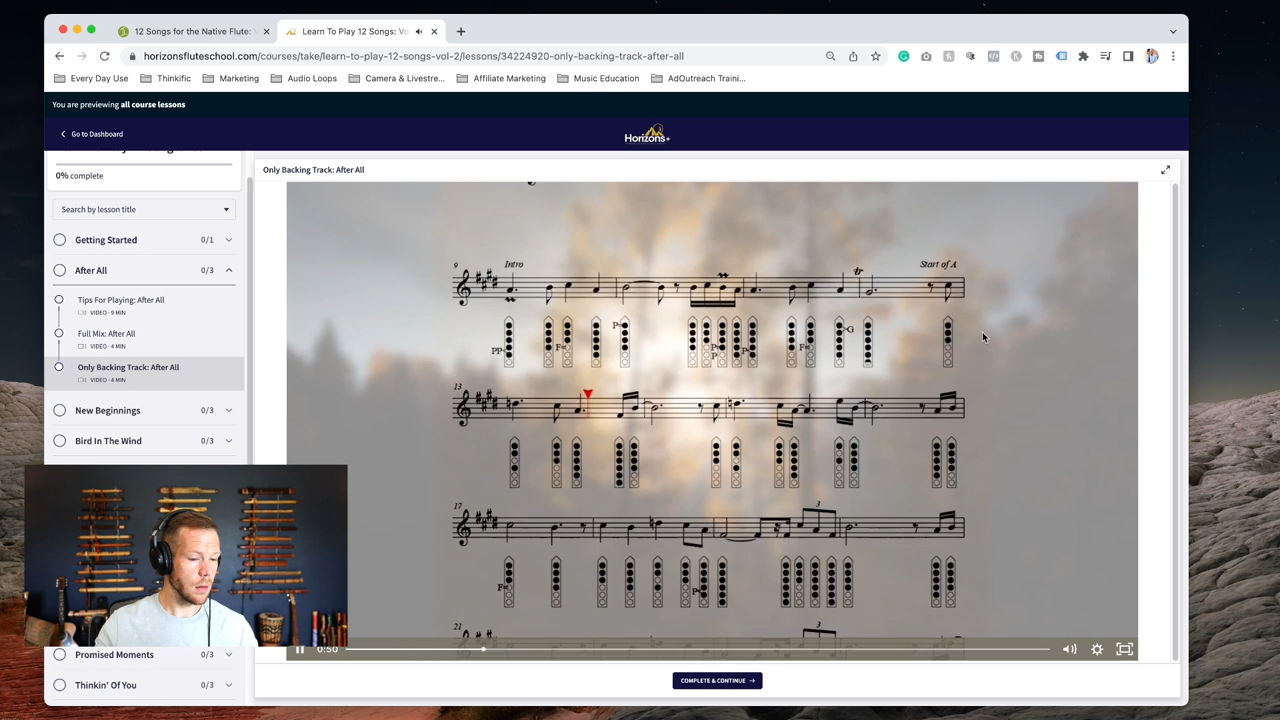 12 Songs for the Native Flute:
Learn To Play 12 Songs: Vo
horizonsfluteschool.com/courses/take/learn-to-play-12-songs-vol-2/lessons/34224920-only-backing-track-after-all
Every Day Use
Thinkific
Marketing
Audio Loops
Camera & Livestre...
Affiliate Marketing
Music Education
AdOutreach Traini...
You are previewing all course lessons
Go to Dashboard
Horizons+
0% complete
Search by lesson title
Getting Started 0/1
After All 0/3
Tips For Playing: After All
VIDEO · 9 MIN
Full Mix: After All
VIDEO · 4 MIN
Only Backing Track: After All
VIDEO · 4 MIN
New Beginnings 0/3
Bird In The Wind 0/3
Promised Moments 0/3
Thinkin' Of You 0/3
Only Backing Track: After All
9 Intro tr Start of A
P G
PP F P P P F
13
17 3
F P
21 3
0:50
COMPLETE & CONTINUE →